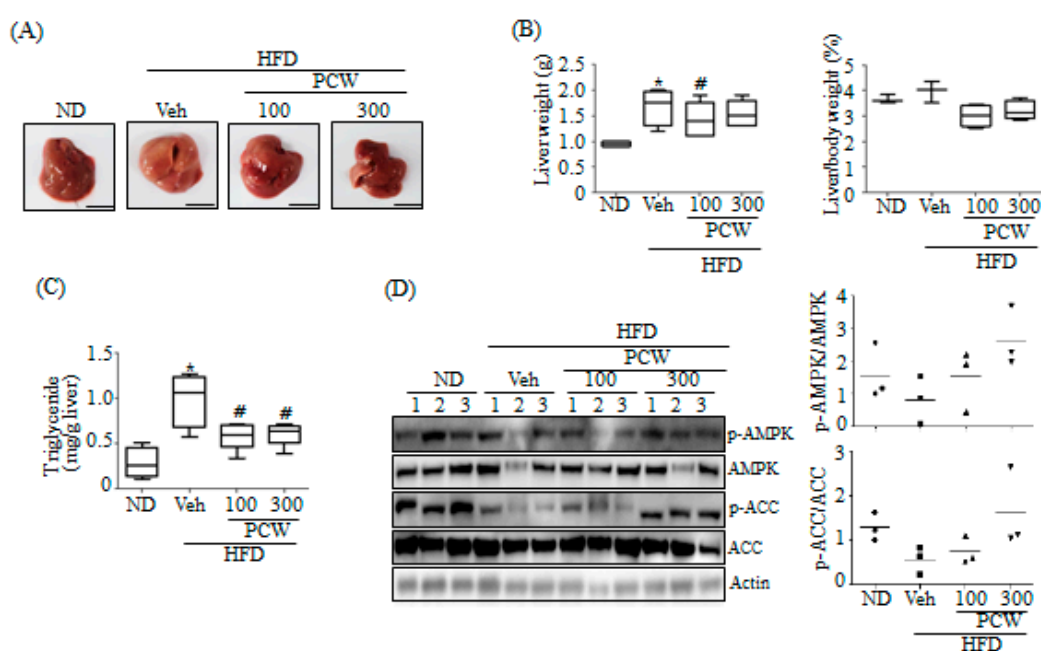 (A)
HFD
PCW
ND Veh 100 300
(B)
Liver weight (g)
2.5
2.0
1.5
1.0
0.5
0.0
* #
ND Veh 100 300
PCW
HFD
Liver/body weight (%)
5
4
3
2
1
0
ND Veh 100 300
PCW
HFD
(C)
Triglyceride
(mg/g liver)
1.5
1.0
0.5
0.0
* # #
ND Veh 100 300
PCW
HFD
(D)
HFD
PCW
ND Veh 100 300
1 2 3 1 2 3 1 2 3 1 2 3
p-AMPK
AMPK
p-ACC
ACC
Actin
p-AMPK/AMPK
4
3
2
1
0
p-ACC/ACC
3
2
1
0
ND Veh 100 300
PCW
HFD